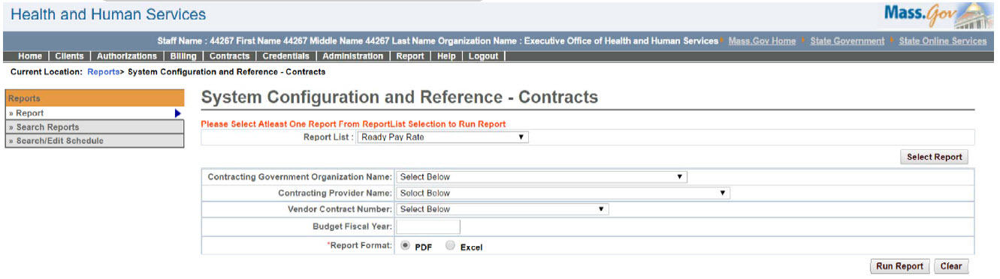 Health and Human Services
Mass.Gov
Staff Name : 44267 First Name 44267 Middle Name 44267 Last Name Organization Name : Executive Office of Health and Human Services Mass.Gov Home State Government State Online Services
Home | Clients | Authorizations | Billing | Contracts | Credentials | Administration | Report | Help | Logout |
Current Location: Reports> System Configuration and Reference - Contracts
Reports
» Report
» Search Reports
» Search/Edit Schedule
System Configuration and Reference - Contracts
Please Select Atleast One Report From ReportList Selection to Run Report
Report List : Ready Pay Rate
Select Report
Contracting Government Organization Name: Select Below
Contracting Provider Name: Select Below
Vendor Contract Number: Select Below
Budget Fiscal Year:
*Report Format: PDF Excel
Run Report Clear